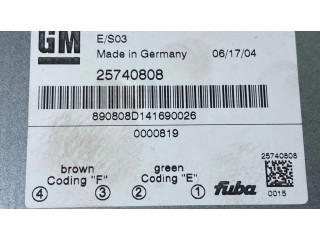 GM
E/S03
Made in Germany 06/17/04
25740808
890808D141690026
0000819
brown green
Coding "F" Coding "E"
④ ③ ② ①
25740808
fuba
0015